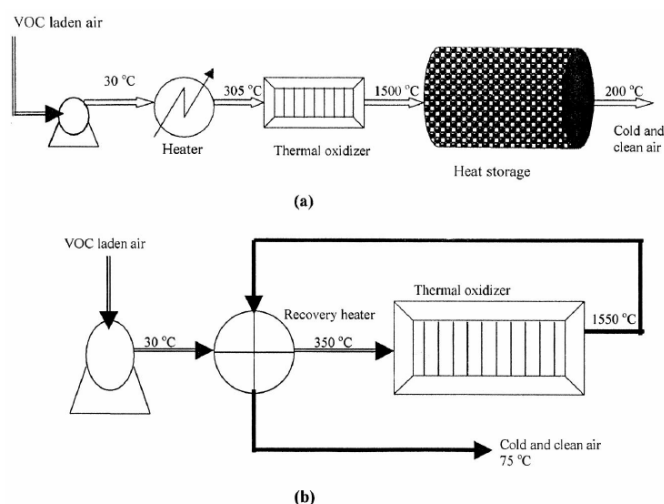 VOC laden air
30 °C
305 °C
1500 °C
200 °C
Heater
Thermal oxidizer
Heat storage
Cold and
clean air
(a)
VOC laden air
30 °C
Recovery heater
350 °C
Thermal oxidizer
1550 °C
Cold and clean air
75 °C
(b)